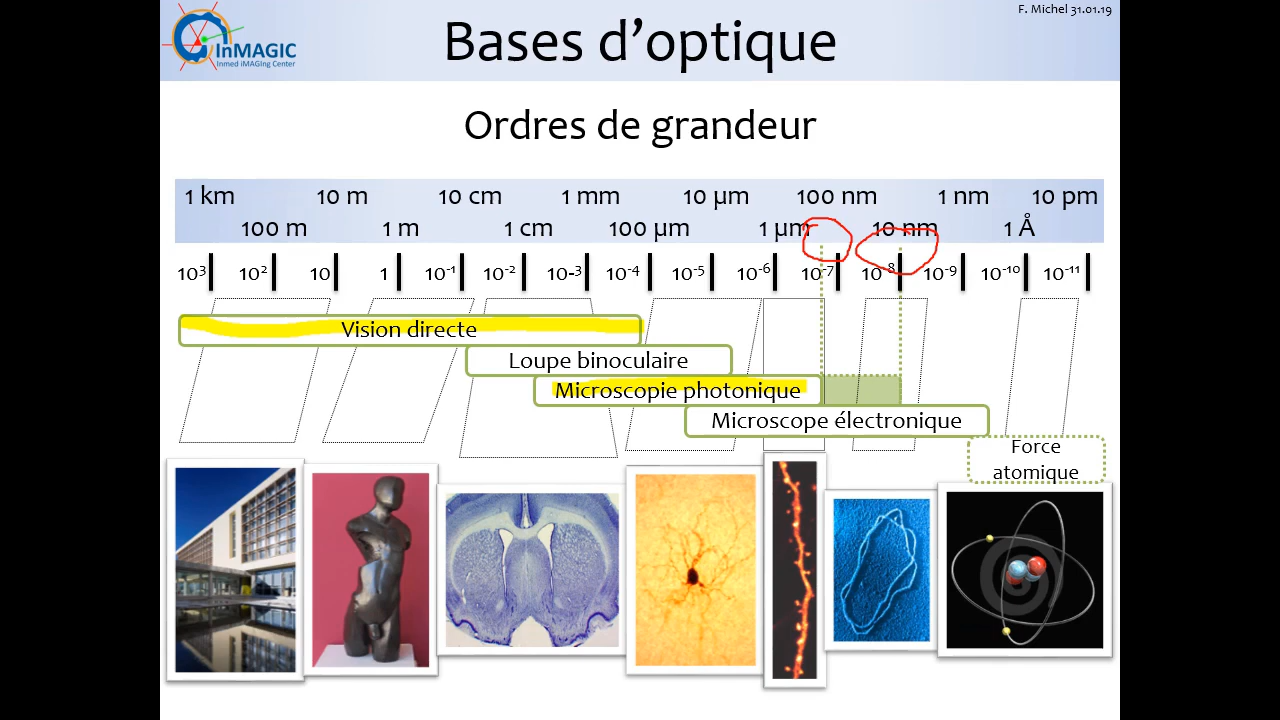 F. Michel 31.01.19
InMAGIC
Inmed iMAGing Center
Bases d’optique
Ordres de grandeur
1 km 10 m 10 cm 1 mm 10 µm 100 nm 1 nm 10 pm
100 m 1 m 1 cm 100 µm 1 µm 10 nm 1 Å
10³ 10² 10 1 10⁻¹ 10⁻² 10⁻³ 10⁻⁴ 10⁻⁵ 10⁻⁶ 10⁻⁷ 10⁻⁸ 10⁻⁹ 10⁻¹⁰ 10⁻¹¹
Vision directe
Loupe binoculaire
Microscopie photonique
Microscope électronique
Force
atomique